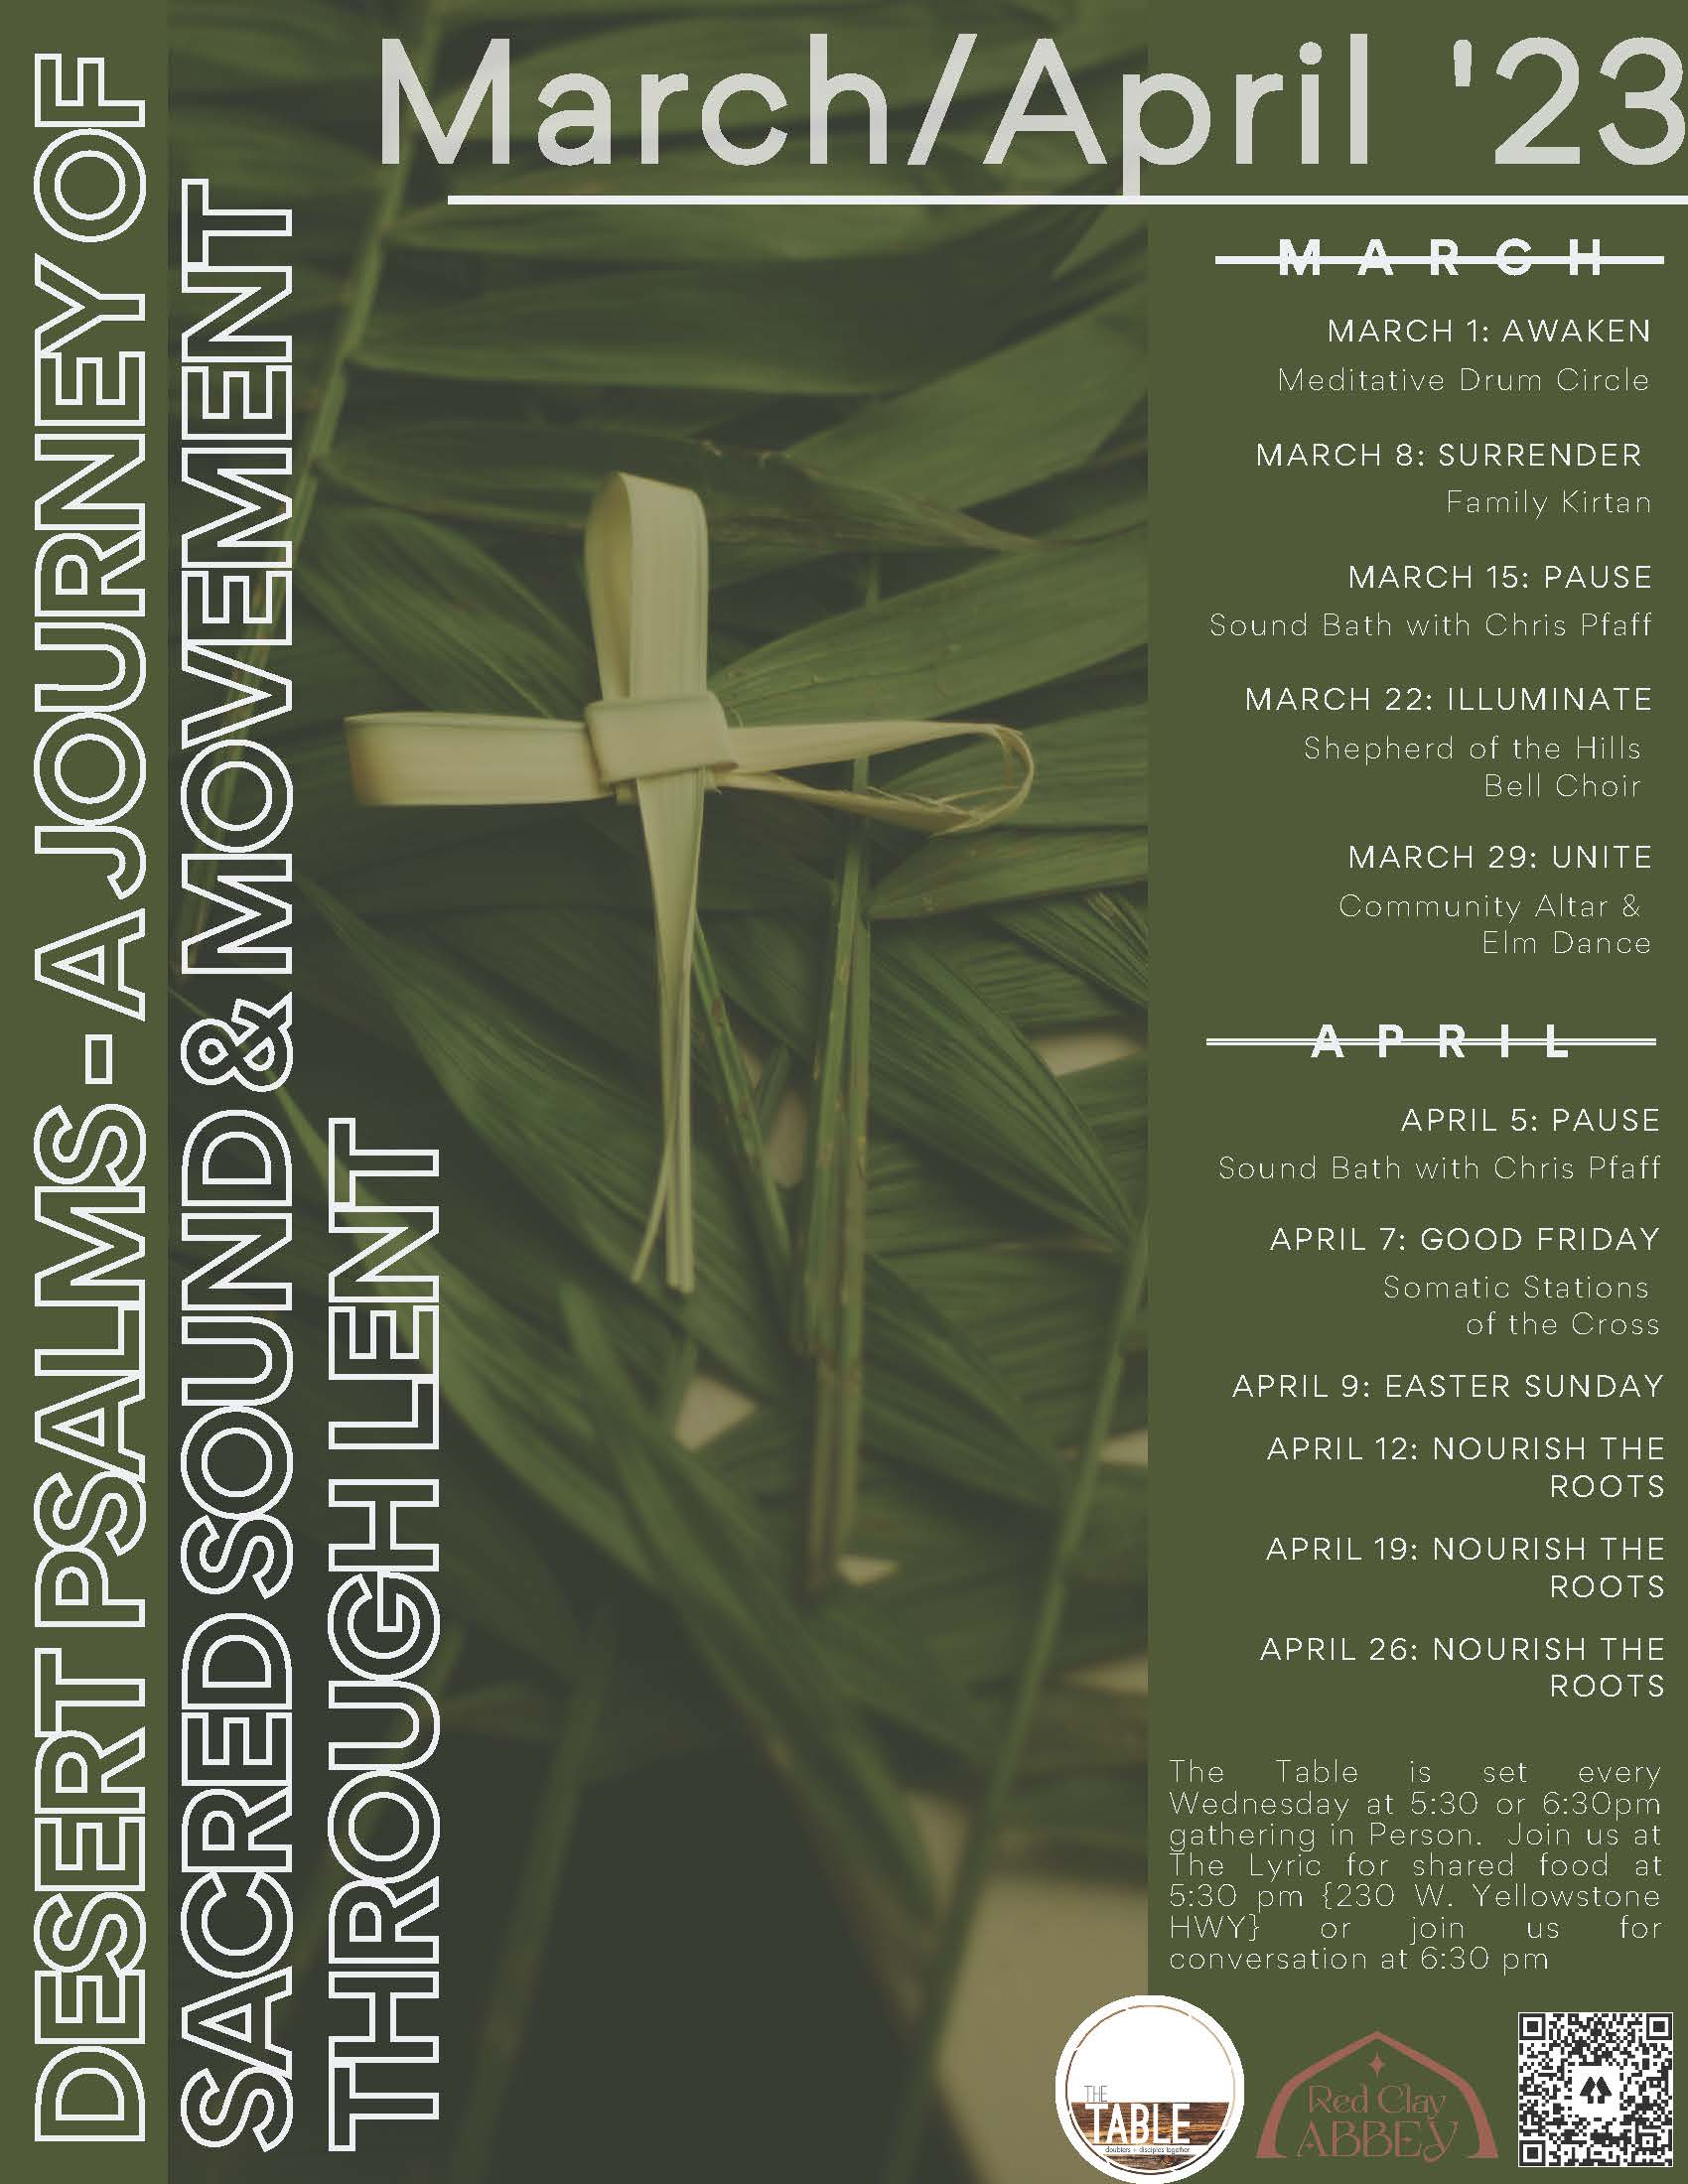 March/April '23
DESERT PSALMS - A JOURNEY OF
SACRED SOUND & MOVEMENT
THROUGH LENT
MARCH
MARCH 1: AWAKEN
Meditative Drum Circle
MARCH 8: SURRENDER
Family Kirtan
MARCH 15: PAUSE
Sound Bath with Chris Pfaff
MARCH 22: ILLUMINATE
Shepherd of the Hills
Bell Choir
MARCH 29: UNITE
Community Altar &
Elm Dance
APRIL
APRIL 5: PAUSE
Sound Bath with Chris Pfaff
APRIL 7: GOOD FRIDAY
Somatic Stations
of the Cross
APRIL 9: EASTER SUNDAY
APRIL 12: NOURISH THE
ROOTS
APRIL 19: NOURISH THE
ROOTS
APRIL 26: NOURISH THE
ROOTS
The Table is set every
Wednesday at 5:30 or 6:30pm
gathering in Person. Join us at
The Lyric for shared food at
5:30 pm {230 W. Yellowstone
HWY} or join us for
conversation at 6:30 pm
THE
TABLE
doubters + disciples together
Red Clay
ABBEY